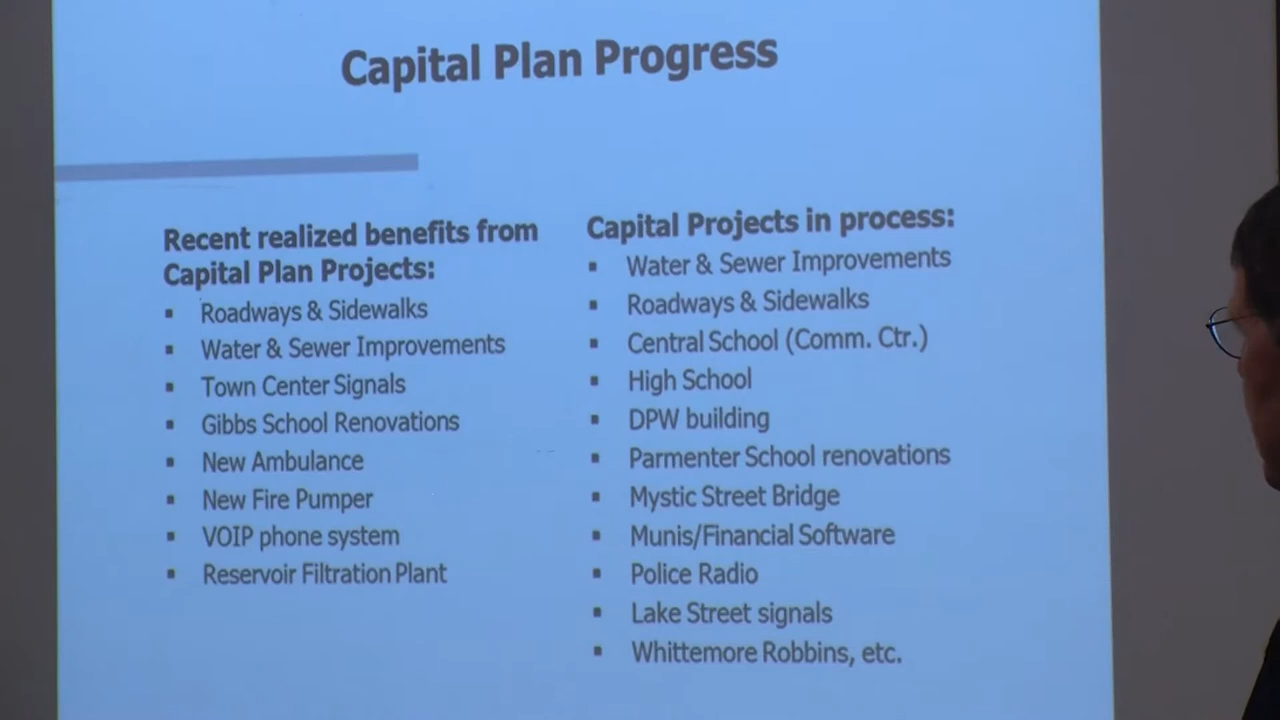 Capital Plan Progress
Recent realized benefits from
Capital Plan Projects:
▪ Roadways & Sidewalks
▪ Water & Sewer Improvements
▪ Town Center Signals
▪ Gibbs School Renovations
▪ New Ambulance
▪ New Fire Pumper
▪ VOIP phone system
▪ Reservoir Filtration Plant
Capital Projects in process:
▪ Water & Sewer Improvements
▪ Roadways & Sidewalks
▪ Central School (Comm. Ctr.)
▪ High School
▪ DPW building
▪ Parmenter School renovations
▪ Mystic Street Bridge
▪ Munis/Financial Software
▪ Police Radio
▪ Lake Street signals
▪ Whittemore Robbins, etc.